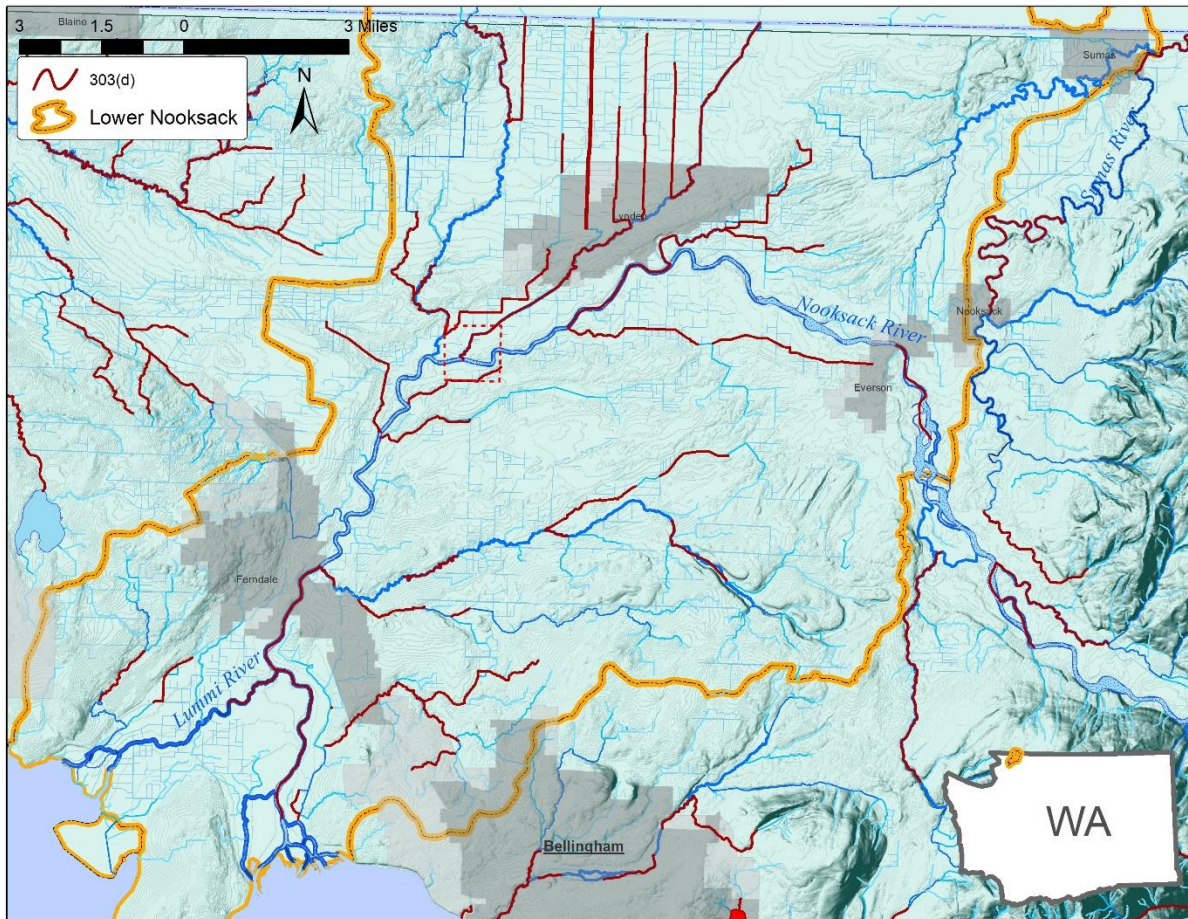 Blaine
3 1.5 0 3 Miles
303(d)
Lower Nooksack
N
Sumas
Sumas River
ynden
Nooksack River
Nooksack
Everson
Ferndale
Lummi River
Bellingham
WA